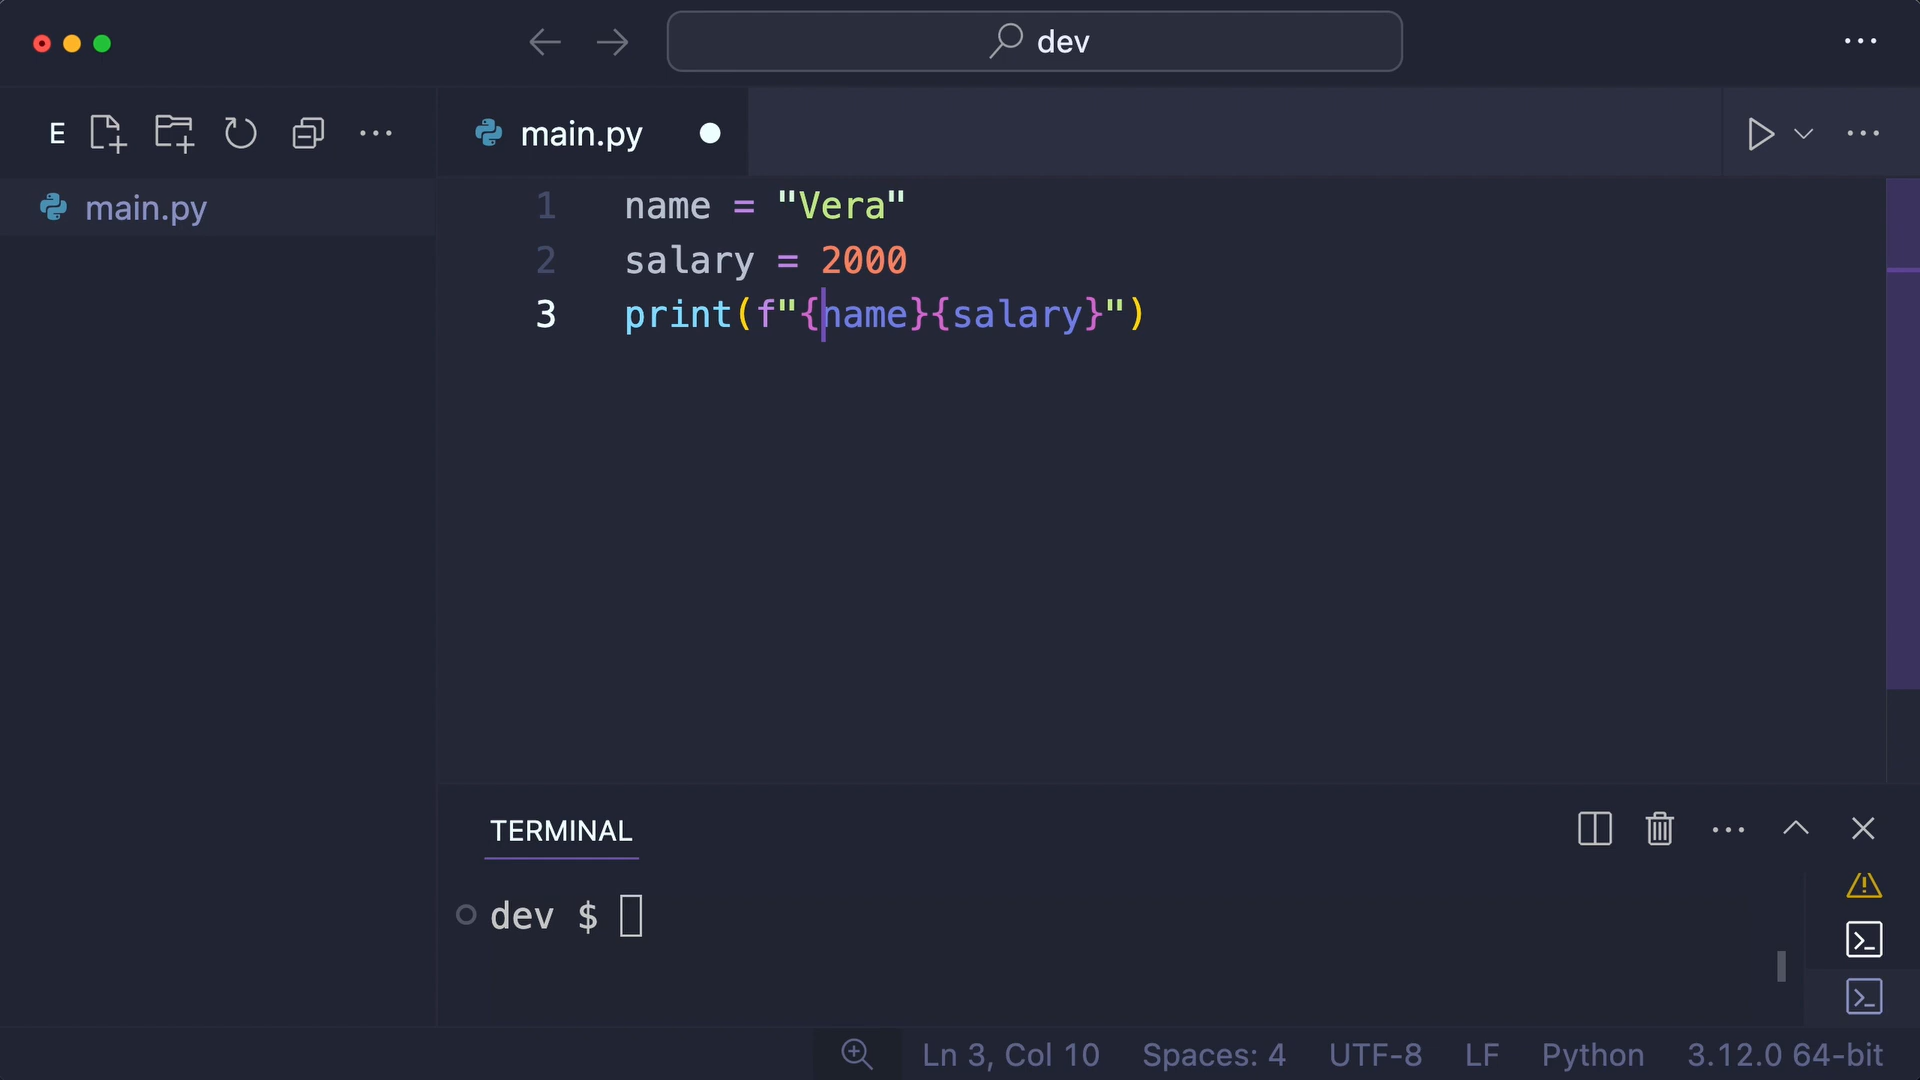 dev
E
main.py
main.py
1 name = "Vera"
2 salary = 2000
3 print(f"{name}{salary}")
TERMINAL
dev $
Ln 3, Col 10 Spaces: 4 UTF-8 LF Python 3.12.0 64-bit